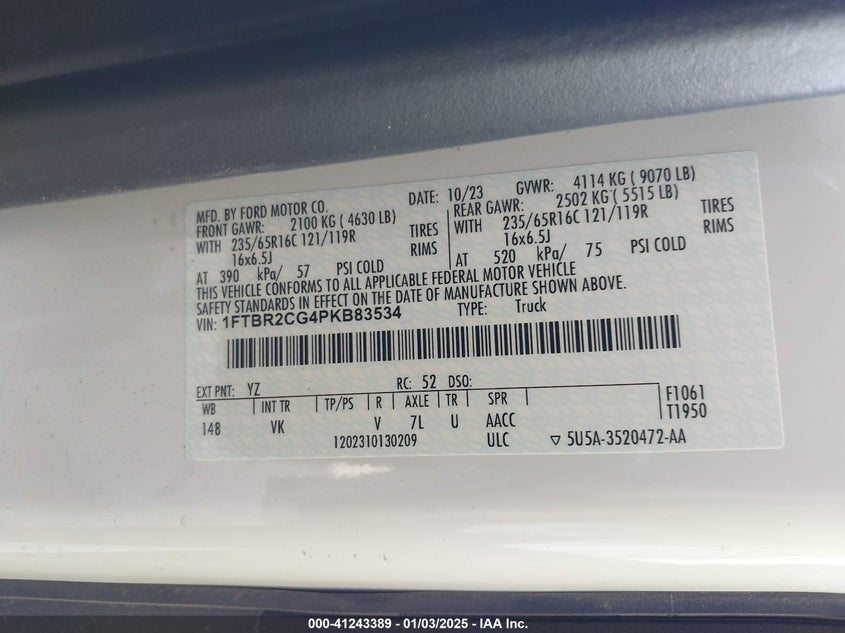 MFD. BY FORD MOTOR CO. DATE: 10/23 GVWR: 4114 KG ( 9070 LB)
FRONT GAWR: 2100 KG ( 4630 LB) REAR GAWR: 2502 KG ( 5515 LB)
WITH 235/65R16C 121/119R TIRES WITH 235/65R16C 121/119R TIRES
16x6.5J RIMS 16x6.5J RIMS
AT 390 kPa/ 57 PSI COLD AT 520 kPa/ 75 PSI COLD
THIS VEHICLE CONFORMS TO ALL APPLICABLE FEDERAL MOTOR VEHICLE
SAFETY STANDARDS IN EFFECT ON THE DATE OF MANUFACTURE SHOWN ABOVE.
VIN: 1FTBR2CG4PKB83534 TYPE: Truck
EXT PNT: YZ RC: 52 DSO:
WB INT TR TP/PS R AXLE TR SPR F1061
148 VK V 7L U AACC T1950
1202310130209 ULC ▽ 5U5A-3520472-AA
000-41243389 - 01/03/2025 - IAA Inc.